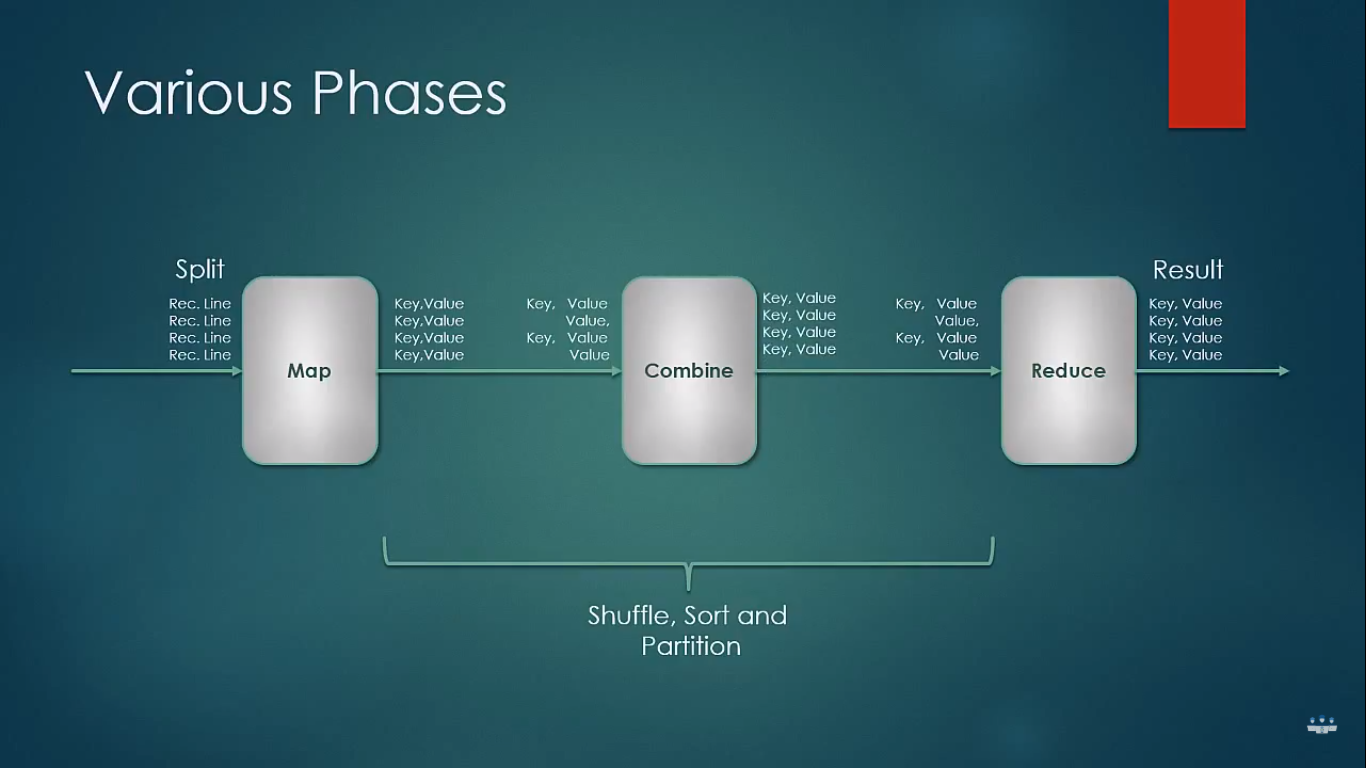 Various Phases
Split
Rec. Line
Rec. Line
Rec. Line
Rec. Line
Map
Key,Value
Key,Value
Key,Value
Key,Value
Key, Value
Value,
Key, Value
Value
Combine
Key, Value
Key, Value
Key, Value
Key, Value
Key, Value
Value,
Key, Value
Value
Reduce
Result
Key, Value
Key, Value
Key, Value
Key, Value
Shuffle, Sort and
Partition